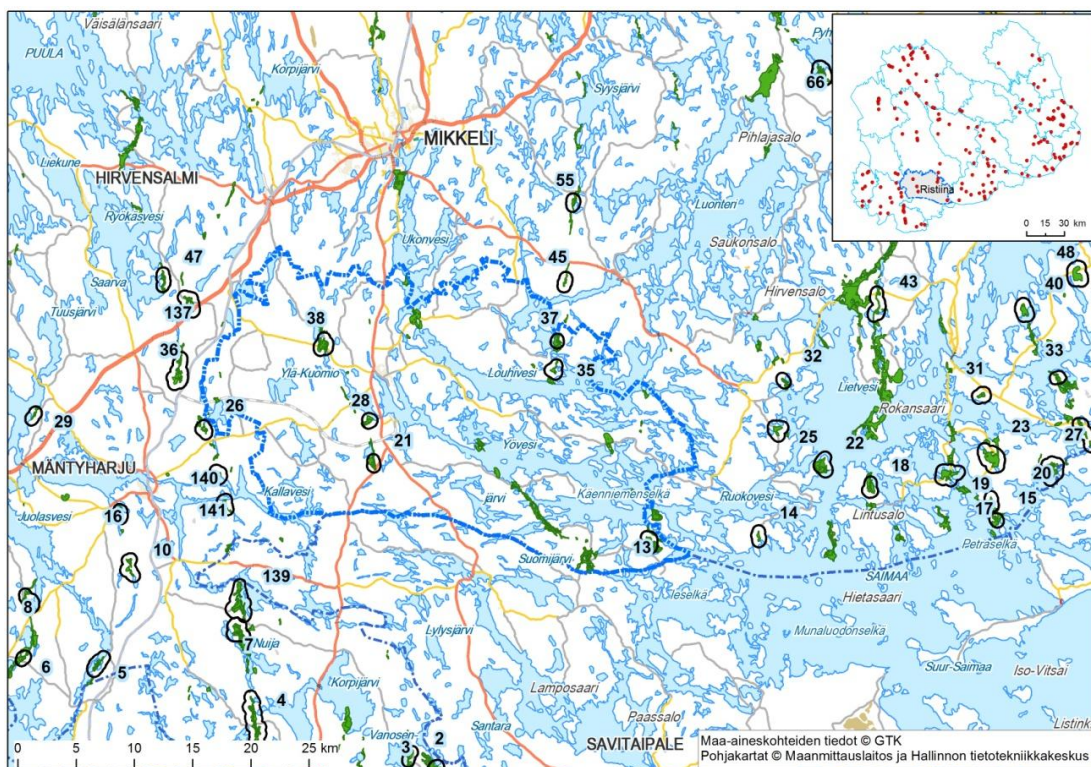 Väisälänsaari
PUULA
Korpijärvi
Syysjärvi
66
MIKKELI
Pihlajasalo
Liekune
HIRVENSALMI
Ryökäsvesi
55
Luonteri
Ukonvesi
Saukonsalo
47
45
43
48
40
Saarva
Hirvensalo
137
Tuusjärvi
38
37
36
Ylä-Kuomio
Louhivesi
35
32
33
Lietvesi
31
Rokansaari
26
28
29
21
Yövesi
25
22
23
27
MÄNTYHARJU
140
18
19
20
Kallavesi
järvi
Kaenniemenselkä
Ruokovesi
15
141
17
Juolasvesi
16
14
Lintusalo
13
Petraselkä
10
Suomijärvi
SAIMAA
139
Ieselkä
Hietasaari
8
Lylysjärvi
Munaluodonselkä
7
Nuija
6
5
Suur-Saimaa
Iso-Vitsai
Korpijärvi
Lamposaari
4
Santara
Paassalo
Vanosen
3
2
SAVITAIPALE
0 5 10 15 20 25 km
Ristiina
0 15 30 km
Maa-aineskohteiden tiedot © GTK
Pohjakartat © Maanmittauslaitos ja Hallinnon tietotekniikkakeskus